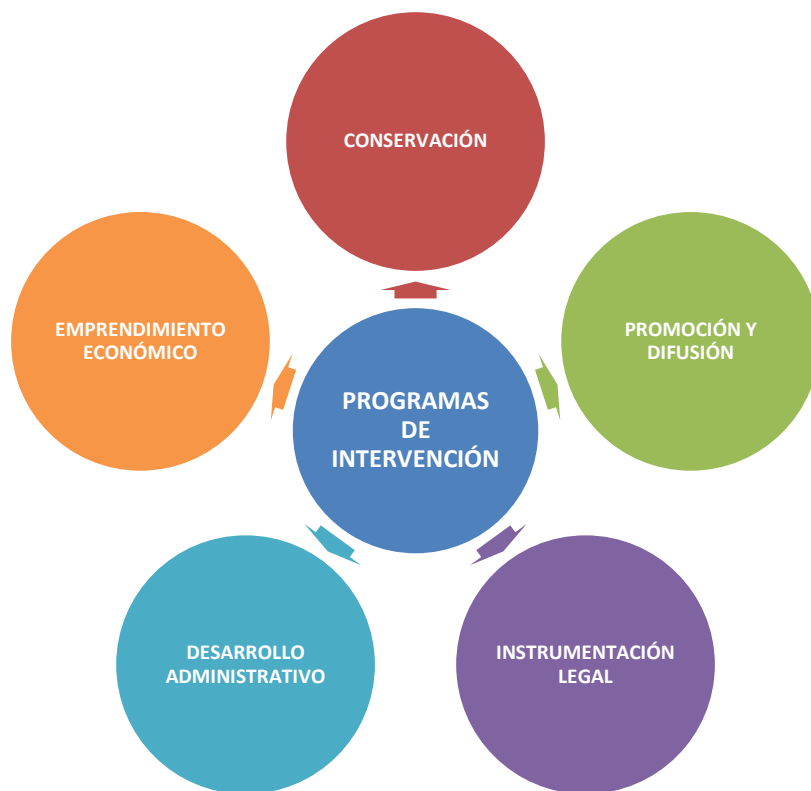 CONSERVACIÓN
EMPRENDIMIENTO
ECONÓMICO
PROMOCIÓN Y
DIFUSIÓN
PROGRAMAS
DE
INTERVENCIÓN
DESARROLLO
ADMINISTRATIVO
INSTRUMENTACIÓN
LEGAL